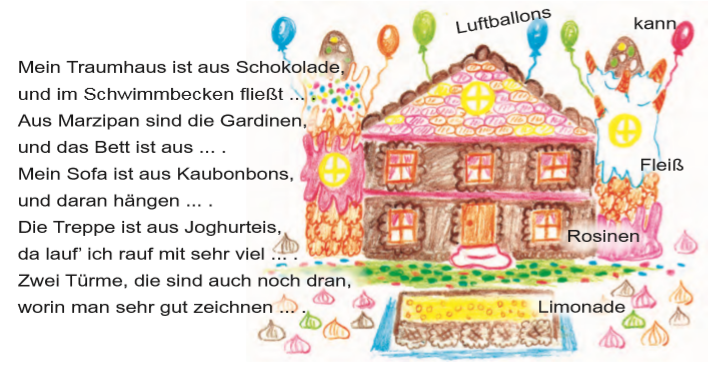 Mein Traumhaus ist aus Schokolade,
und im Schwimmbecken fließt ... .
Aus Marzipan sind die Gardinen,
und das Bett ist aus ... .
Mein Sofa ist aus Kaubonbons,
und daran hängen ... .
Die Treppe ist aus Joghurteis,
da lauf’ ich rauf mit sehr viel ... .
Zwei Türme, die sind auch noch dran,
worin man sehr gut zeichnen ... .
Luftballons
kann
Fleiß
Rosinen
Limonade